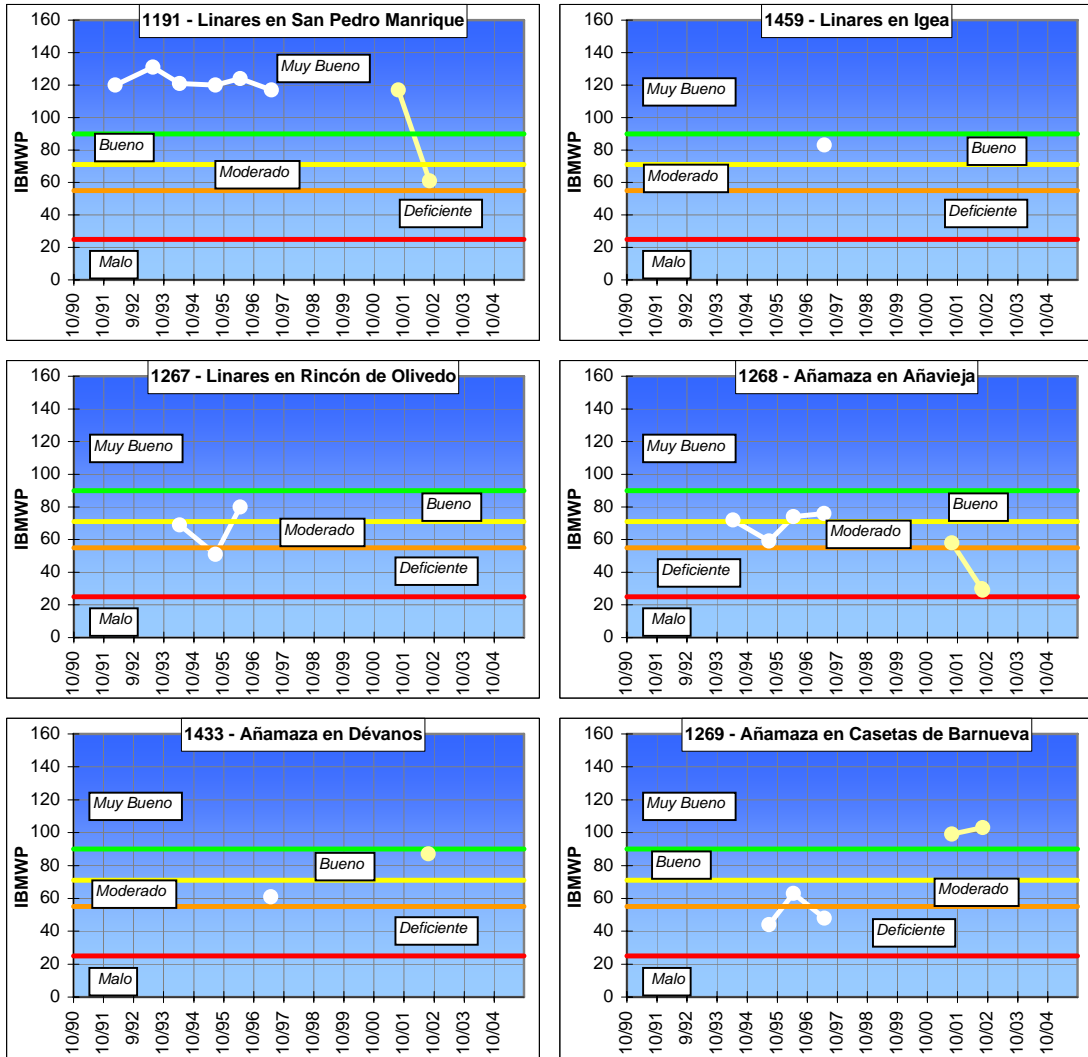 1191 - Linares en San Pedro Manrique
IBMWP
160
140
120
100
80
60
40
20
0
Muy Bueno
Bueno
Moderado
Deficiente
Malo
10/90 10/91 9/92 10/93 10/94 10/95 10/96 10/97 10/98 10/99 10/00 10/01 10/02 10/03 10/04
1459 - Linares en Igea
IBMWP
160
140
120
100
80
60
40
20
0
Muy Bueno
Bueno
Moderado
Deficiente
Malo
10/90 10/91 9/92 10/93 10/94 10/95 10/96 10/97 10/98 10/99 10/00 10/01 10/02 10/03 10/04
1267 - Linares en Rincón de Olivedo
IBMWP
160
140
120
100
80
60
40
20
0
Muy Bueno
Bueno
Moderado
Deficiente
Malo
10/90 10/91 9/92 10/93 10/94 10/95 10/96 10/97 10/98 10/99 10/00 10/01 10/02 10/03 10/04
1268 - Añamaza en Añavieja
IBMWP
160
140
120
100
80
60
40
20
0
Muy Bueno
Bueno
Moderado
Deficiente
Malo
10/90 10/91 9/92 10/93 10/94 10/95 10/96 10/97 10/98 10/99 10/00 10/01 10/02 10/03 10/04
1433 - Añamaza en Dévanos
IBMWP
160
140
120
100
80
60
40
20
0
Muy Bueno
Bueno
Moderado
Deficiente
Malo
10/90 10/91 9/92 10/93 10/94 10/95 10/96 10/97 10/98 10/99 10/00 10/01 10/02 10/03 10/04
1269 - Añamaza en Casetas de Barnueva
IBMWP
160
140
120
100
80
60
40
20
0
Muy Bueno
Bueno
Moderado
Deficiente
Malo
10/90 10/91 9/92 10/93 10/94 10/95 10/96 10/97 10/98 10/99 10/00 10/01 10/02 10/03 10/04